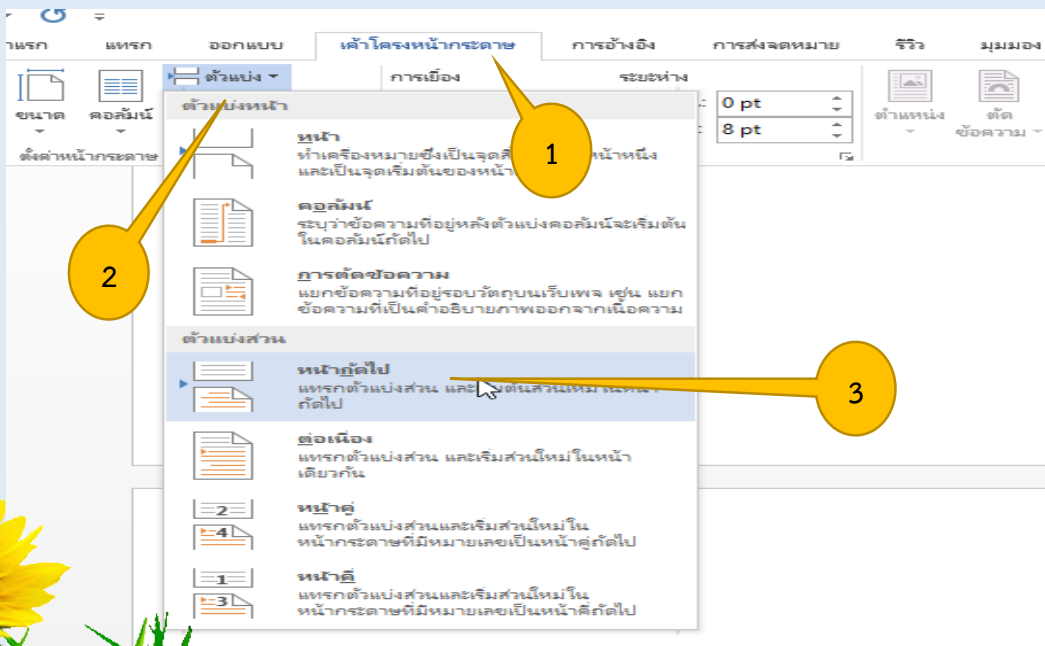 แทรก ออกแบบ เค้าโครงหน้ากระดาษ การอ้างอิง การส่งจดหมาย รีวิว มุมมอง
ตัวแบ่ง การเยื้อง ระยะห่าง
ขนาด คอลัมน์
0 pt
8 pt
ตำแหน่ง ตัด
ข้อความ
ตั้งค่าหน้ากระดาษ
ตัวแบ่งหน้า
1
หน้า
ทำเครื่องหมายซึ่งเป็นจุดสิ หน้าหนึ่ง
และเป็นจุดเริ่มต้นของหน้า
คอลัมน์
ระบุว่าข้อความที่อยู่หลังตัวแบ่งคอลัมน์จะเริ่มต้น
ในคอลัมน์ถัดไป
2
การตัดข้อความ
แยกข้อความที่อยู่รอบวัตถุบนเว็บเพจ เช่น แยก
ข้อความที่เป็นคำอธิบายภาพออกจากเนื้อความ
ตัวแบ่งส่วน
หน้าถัดไป
แทรกตัวแบ่งส่วน และ
ถัดไป
3
ต่อเนื่อง
แทรกตัวแบ่งส่วน และเริ่มส่วนใหม่ในหน้า
เดียวกัน
2
4
หน้าคู่
แทรกตัวแบ่งส่วนและเริ่มส่วนใหม่ใน
หน้ากระดาษที่มีหมายเลขเป็นหน้าคู่ถัดไป
1
3
หน้าคี่
แทรกตัวแบ่งส่วนและเริ่มส่วนใหม่ใน
หน้ากระดาษที่มีหมายเลขเป็นหน้าคี่ถัดไป